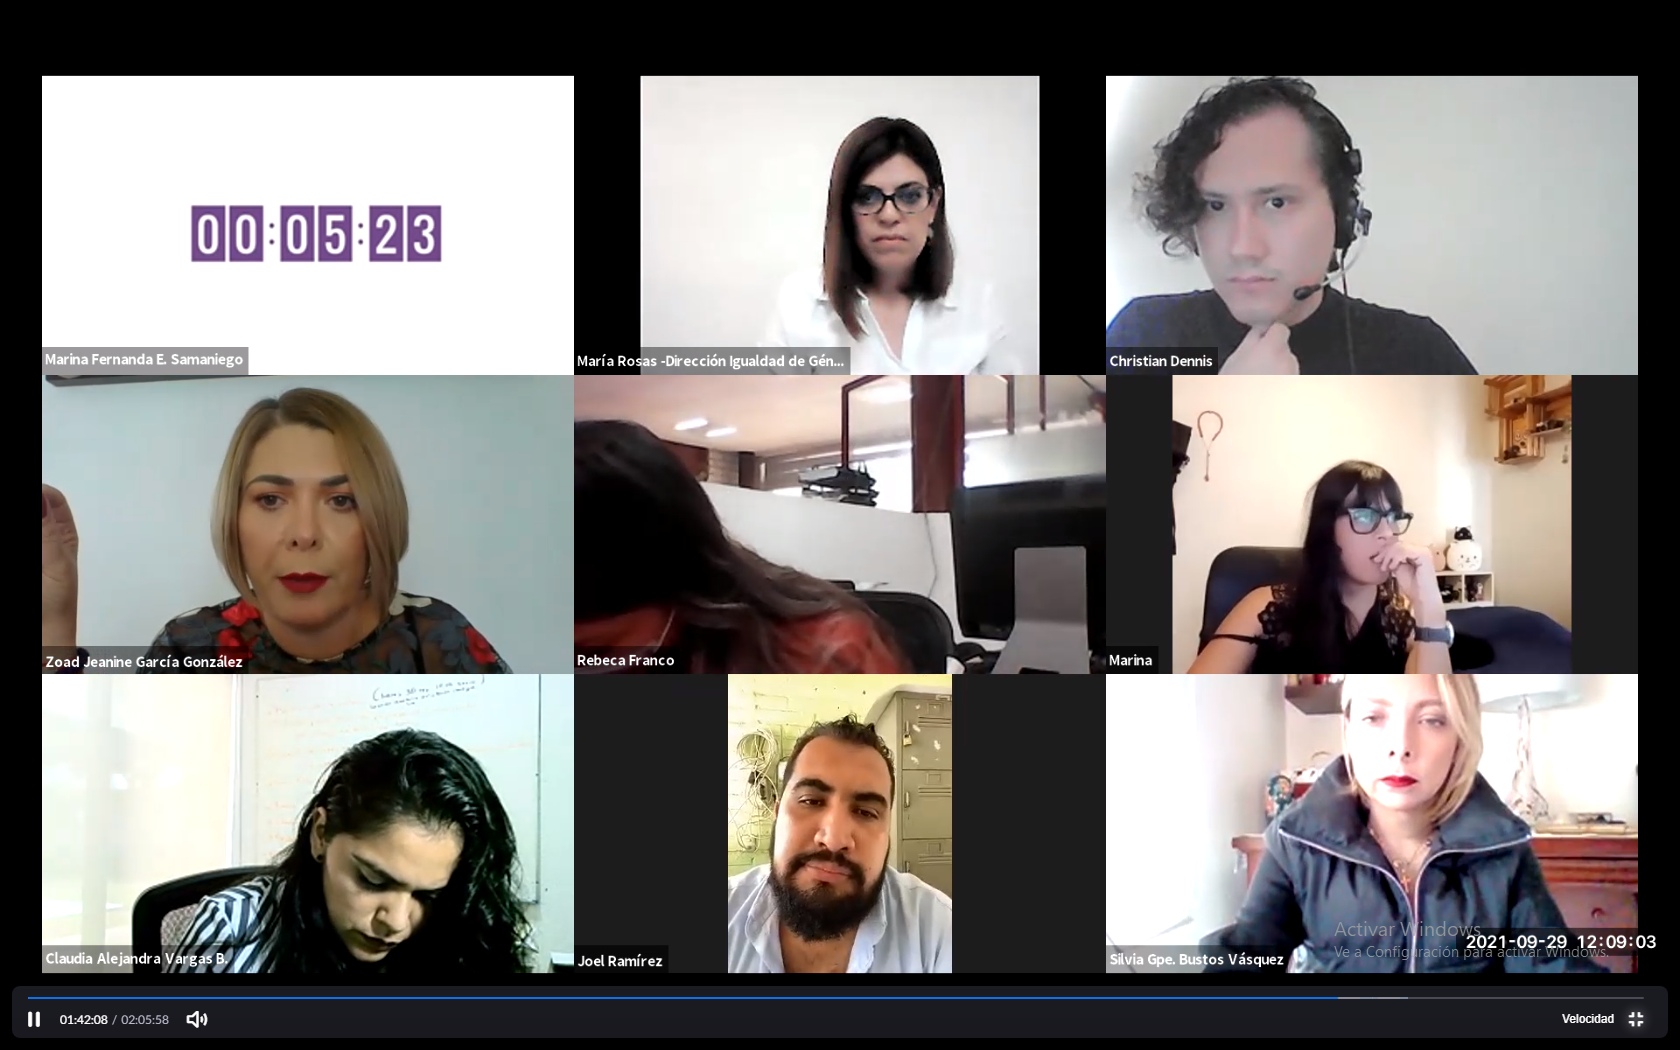 00:05:23
Marina Fernanda E. Samaniego
María Rosas -Dirección Igualdad de Gén...
Christian Dennis
Zoad Jeanine García González
Rebeca Franco
Marina
Claudia Alejandra Vargas B.
Joel Ramírez
Silvia Gpe. Bustos Vásquez
Activar Windows
Ve a Configuración para activar Windows.
2021-09-29 12:09:03
01:42:08 / 02:05:58
Velocidad